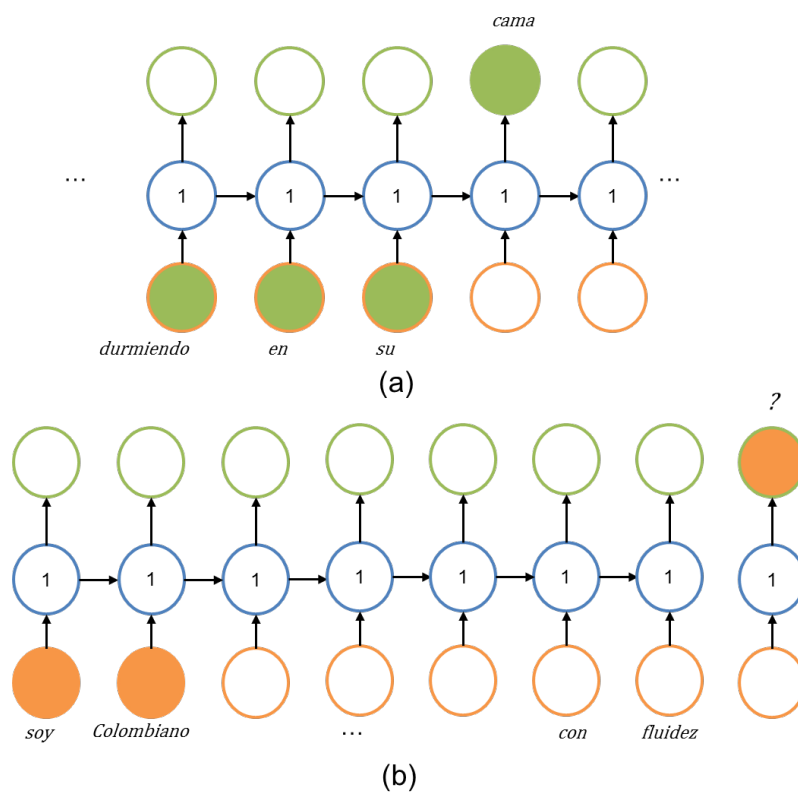 cama
... 1 1 1 1 1 ...
durmiendo en su
(a)
?
1 1 1 1 1 1 1 1
soy Colombiano ... con fluidez
(b)